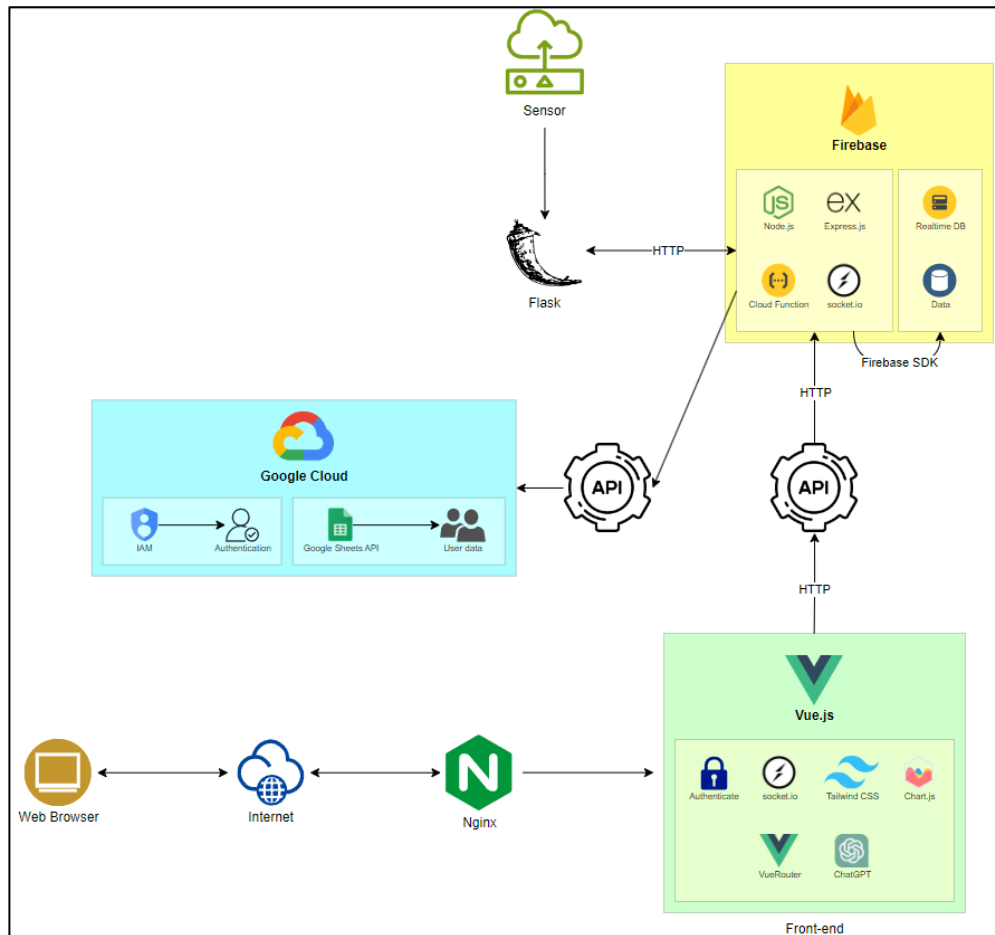 Sensor
Firebase
Node.js
Express.js
Realtime DB
Cloud Function
socket.io
Data
Firebase SDK
Flask
HTTP
HTTP
API
API
Google Cloud
IAM
Authentication
Google Sheets API
User data
HTTP
Vue.js
Authenticate
socket.io
Tailwind CSS
Chart.js
VueRouter
ChatGPT
Front-end
Web Browser
Internet
N
Nginx
JS
ex